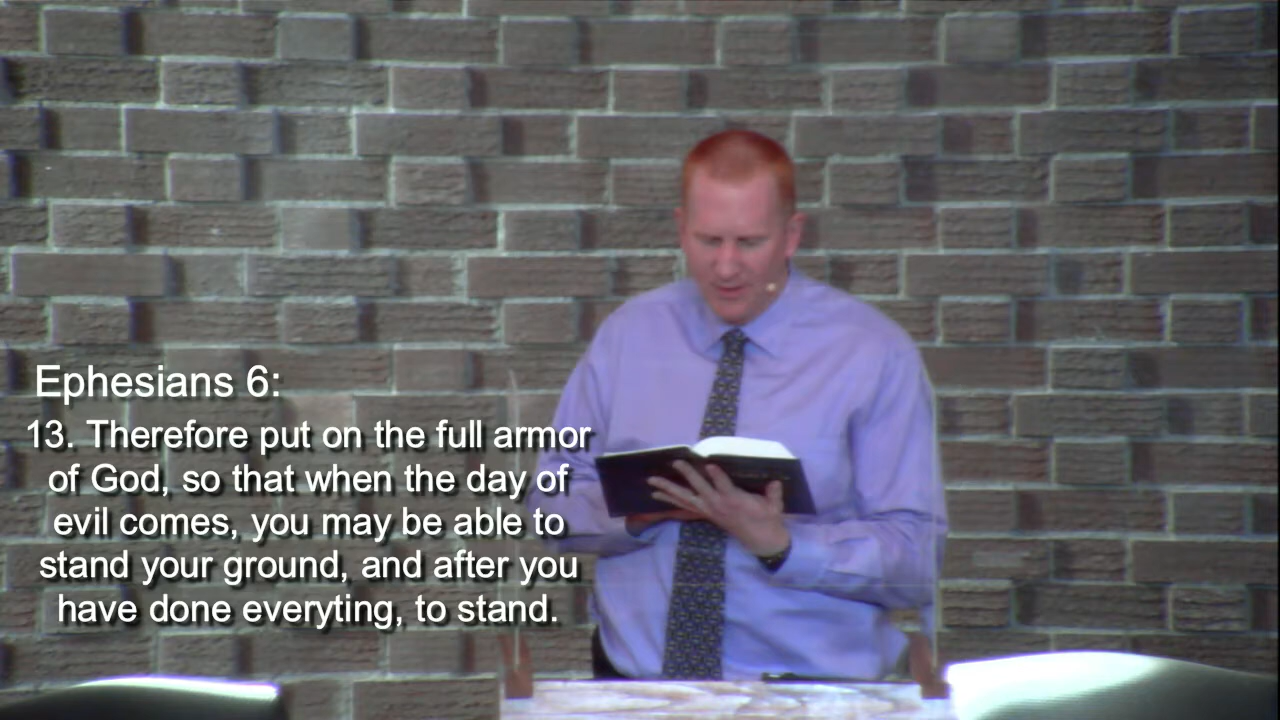 Ephesians 6:
13. Therefore put on the full armor
of God, so that when the day of
evil comes, you may be able to
stand your ground, and after you
have done everyting, to stand.